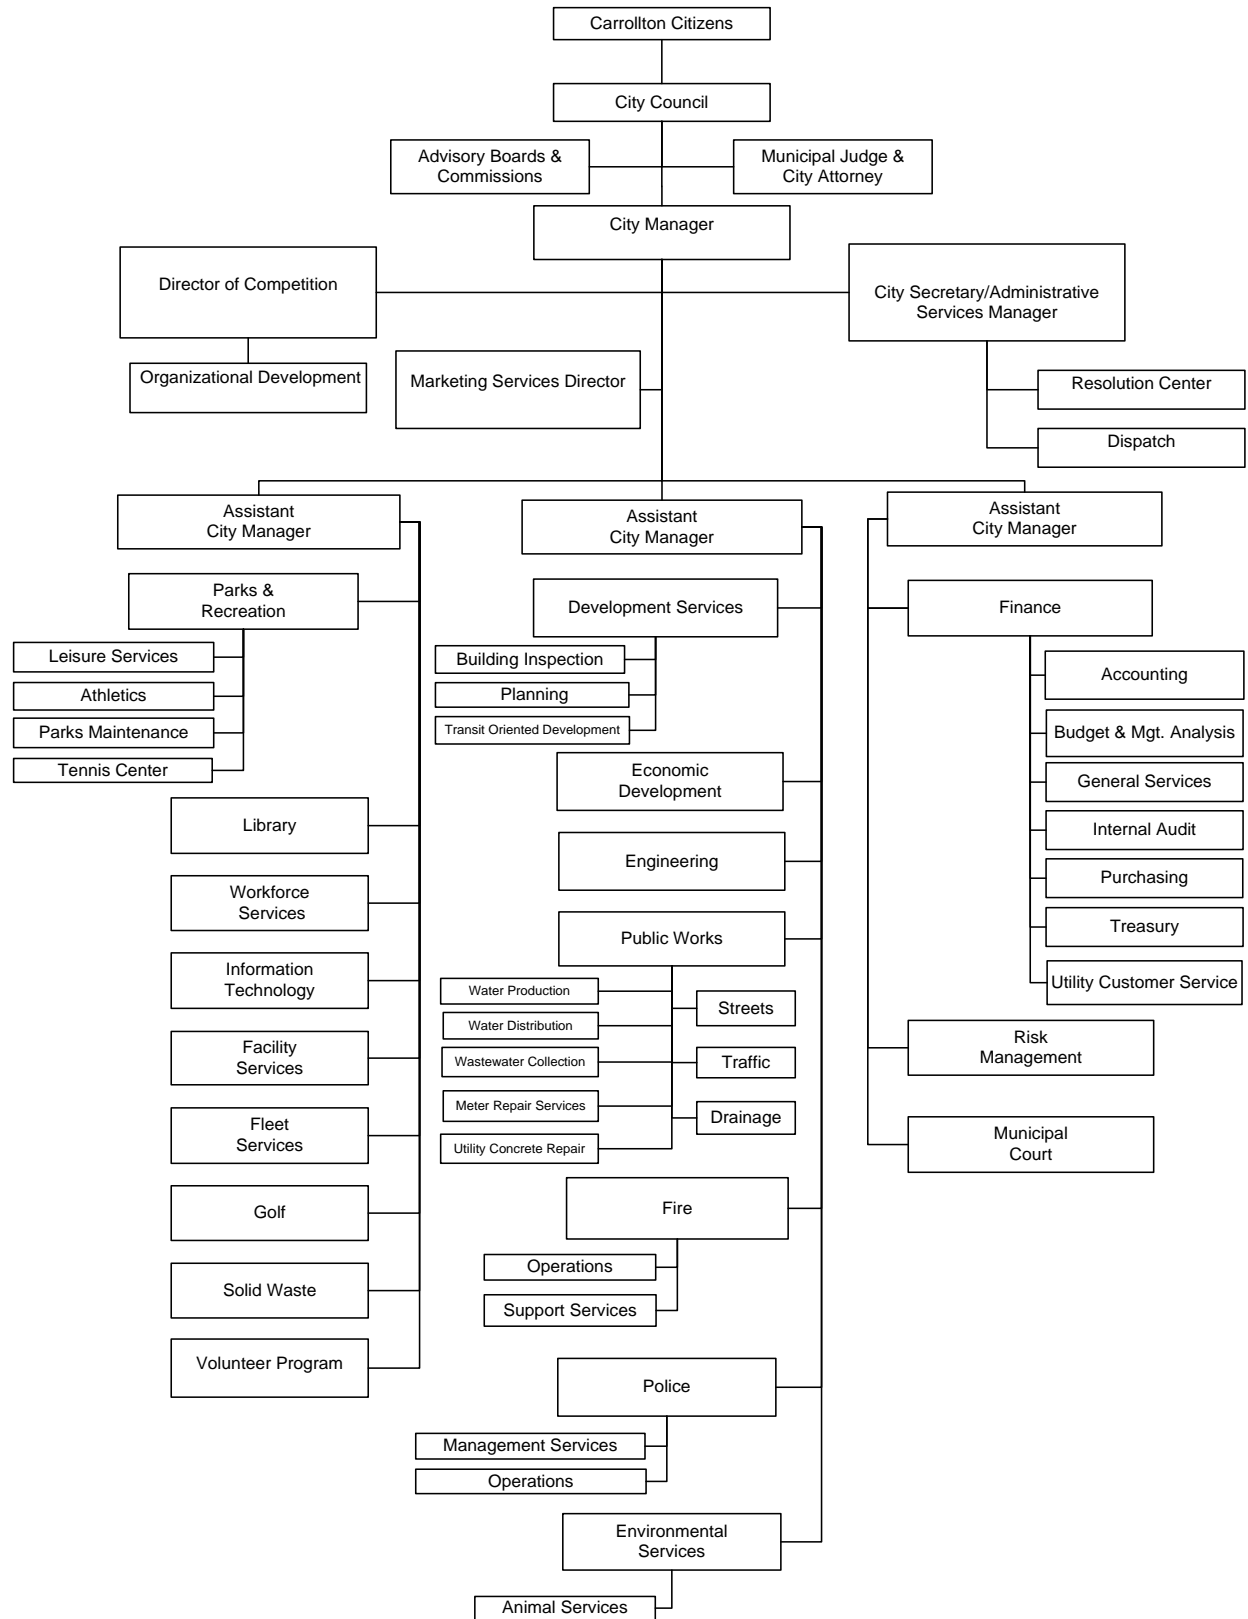 Carrollton Citizens
City Council
Advisory Boards &
Commissions
Municipal Judge &
City Attorney
City Manager
Director of Competition
City Secretary/Administrative
Services Manager
Organizational Development
Marketing Services Director
Resolution Center
Dispatch
Assistant
City Manager
Parks &
Recreation
Leisure Services
Athletics
Parks Maintenance
Tennis Center
Library
Workforce
Services
Information
Technology
Facility
Services
Fleet
Services
Golf
Solid Waste
Volunteer Program
Assistant
City Manager
Development Services
Building Inspection
Planning
Transit Oriented Development
Economic
Development
Engineering
Public Works
Water Production
Water Distribution
Wastewater Collection
Meter Repair Services
Utility Concrete Repair
Streets
Traffic
Drainage
Fire
Operations
Support Services
Police
Management Services
Operations
Environmental
Services
Animal Services
Assistant
City Manager
Finance
Accounting
Budget & Mgt. Analysis
General Services
Internal Audit
Purchasing
Treasury
Utility Customer Service
Risk
Management
Municipal
Court